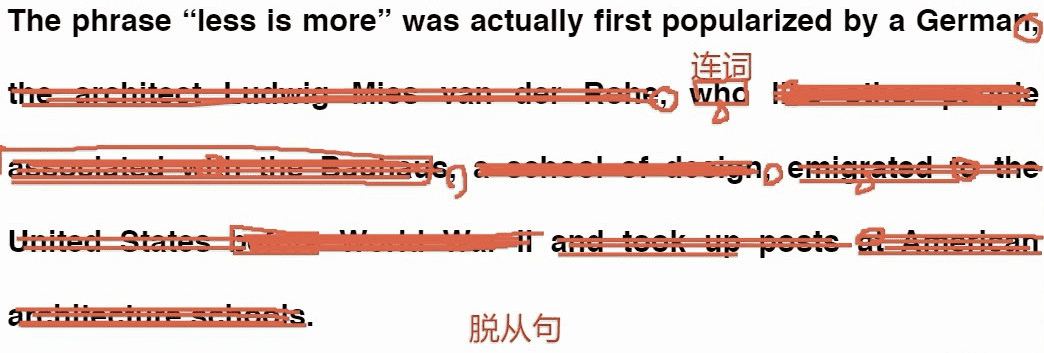 The phrase “less is more” was actually first popularized by a German,
连词
the architect Ludwig Mies van der Rohe, who like other people
associated with the Bauhaus, a school of design, emigrated to the
United States before World War II and took up posts at American
architecture schools.
脱从句